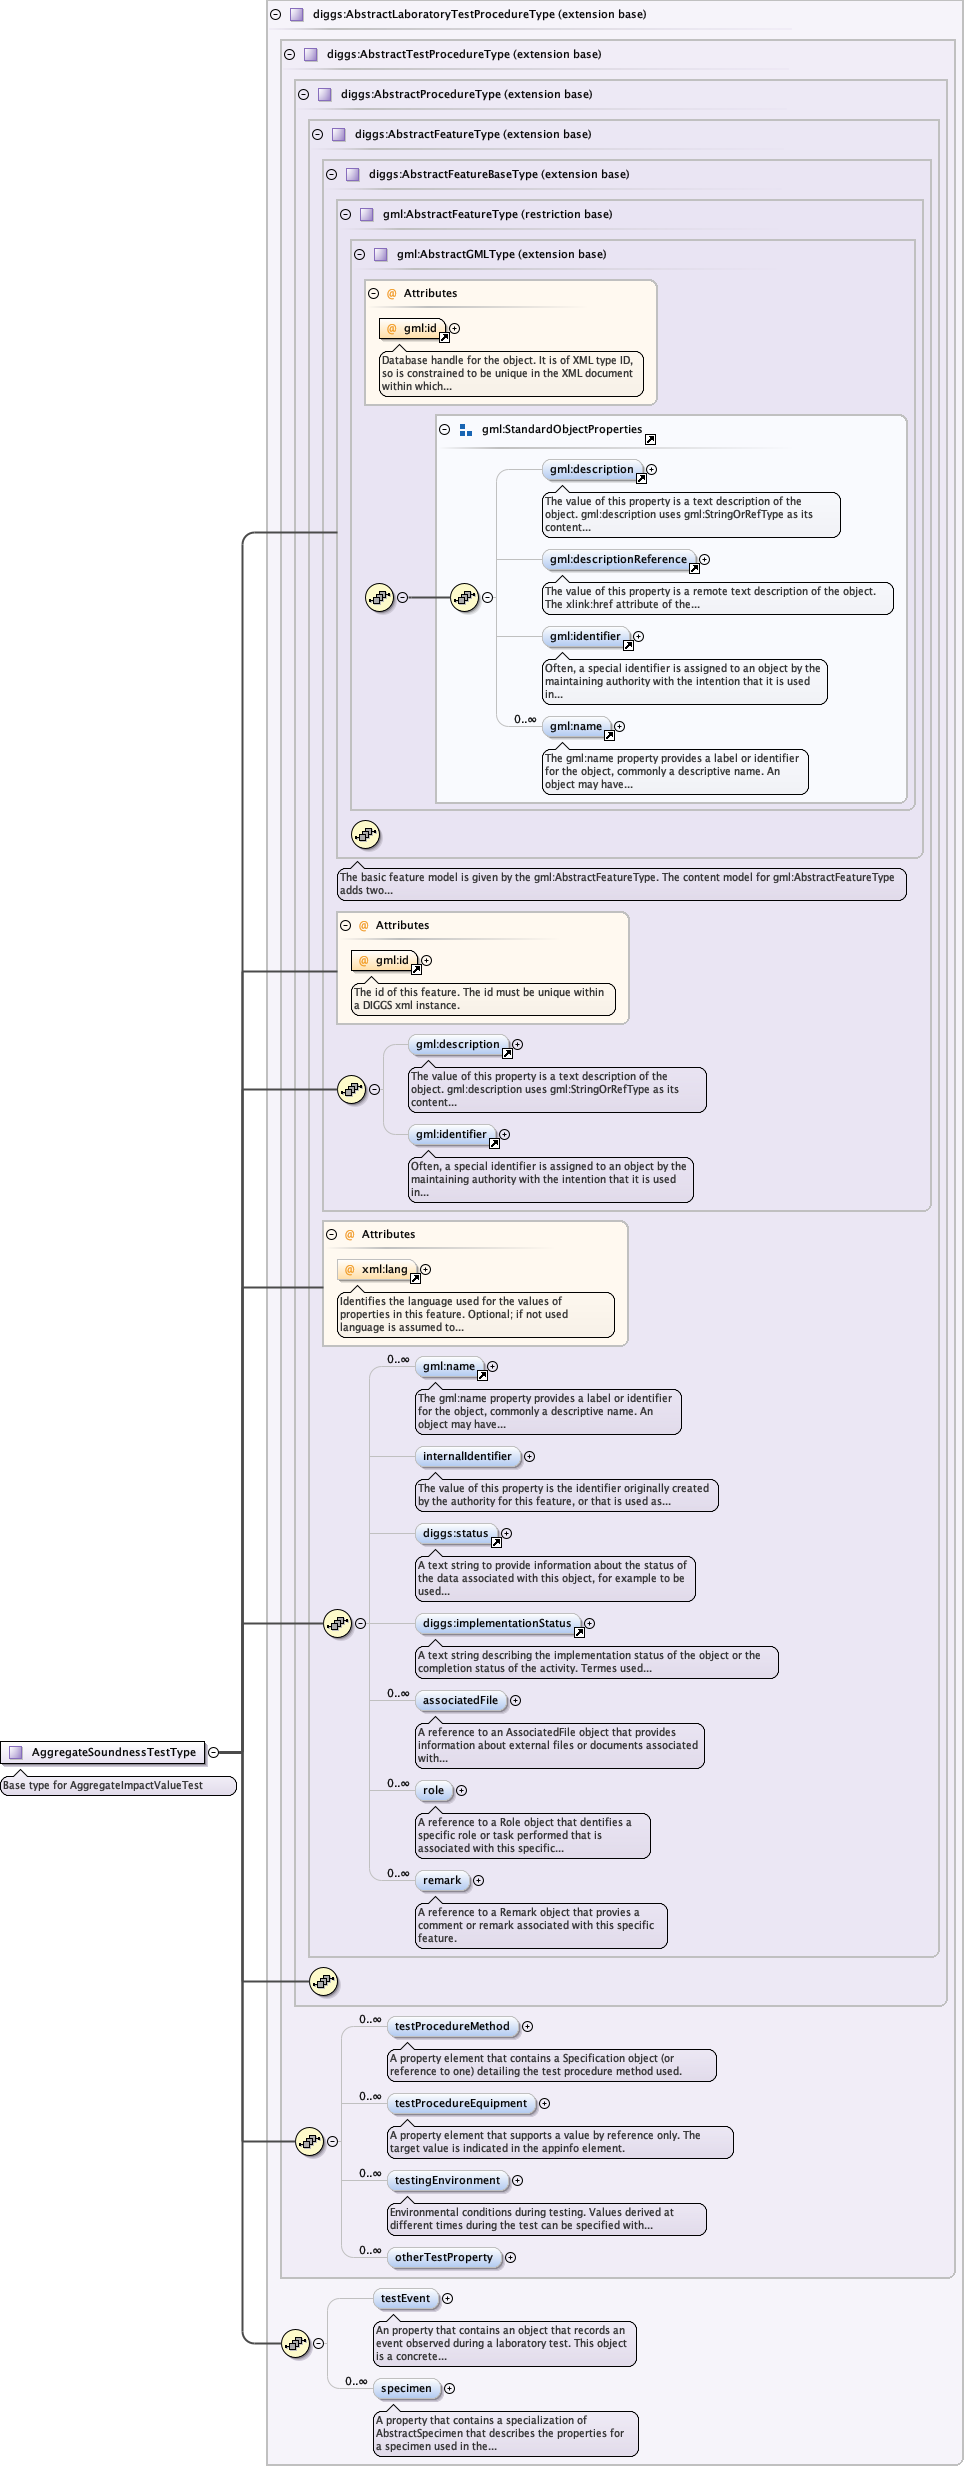 diggs:AbstractLaboratoryTestProcedureType (extension base)
diggs:AbstractTestProcedureType (extension base)
diggs:AbstractProcedureType (extension base)
diggs:AbstractFeatureType (extension base)
diggs:AbstractFeatureBaseType (extension base)
gml:AbstractFeatureType (restriction base)
gml:AbstractGMLType (extension base)
@ Attributes
@ gml:id
Database handle for the object. It is of XML type ID,
so is constrained to be unique in the XML document
within which...
gml:StandardObjectProperties
gml:description
The value of this property is a text description of the
object. gml:description uses gml:StringOrRefType as its
content...
gml:descriptionReference
The value of this property is a remote text description of the object.
The xlink:href attribute of the...
gml:identifier
Often, a special identifier is assigned to an object by the
maintaining authority with the intention that it is used
in...
0..∞
gml:name
The gml:name property provides a label or identifier
for the object, commonly a descriptive name. An
object may have...
The basic feature model is given by the gml:AbstractFeatureType. The content model for gml:AbstractFeatureType
adds two...
@ Attributes
@ gml:id
The id of this feature. The id must be unique within
a DIGGS xml instance.
gml:description
The value of this property is a text description of the
object. gml:description uses gml:StringOrRefType as its
content...
gml:identifier
Often, a special identifier is assigned to an object by the
maintaining authority with the intention that it is used
in...
@ Attributes
@ xml:lang
Identifies the language used for the values of
properties in this feature. Optional; if not used
language is assumed to...
0..∞
gml:name
The gml:name property provides a label or identifier
for the object, commonly a descriptive name. An
object may have...
internalIdentifier
The value of this property is the identifier originally created
by the authority for this feature, or that is used as...
diggs:status
A text string to provide information about the status of
the data associated with this object, for example to be
used...
diggs:implementationStatus
A text string describing the implementation status of the object or the
completion status of the activity. Termes used...
0..∞
associatedFile
A reference to an AssociatedFile object that provides
information about external files or documents associated
with...
AggregateSoundnessTestType
Base type for AggregateImpactValueTest
0..∞
role
A reference to a Role object that dentifies a
specific role or task performed that is
associated with this specific...
0..∞
remark
A reference to a Remark object that provies a
comment or remark associated with this specific
feature.
0..∞
testProcedureMethod
A property element that contains a Specification object (or
reference to one) detailing the test procedure method used.
0..∞
testProcedureEquipment
A property element that supports a value by reference only. The
target value is indicated in the appinfo element.
0..∞
testingEnvironment
Environmental conditions during testing. Values derived at
different times during the test can be specified with...
0..∞
otherTestProperty
testEvent
An property that contains an object that records an
event observed during a laboratory test. This object
is a concrete...
0..∞
specimen
A property that contains a specialization of
AbstractSpecimen that describes the properties for
a specimen used in the...